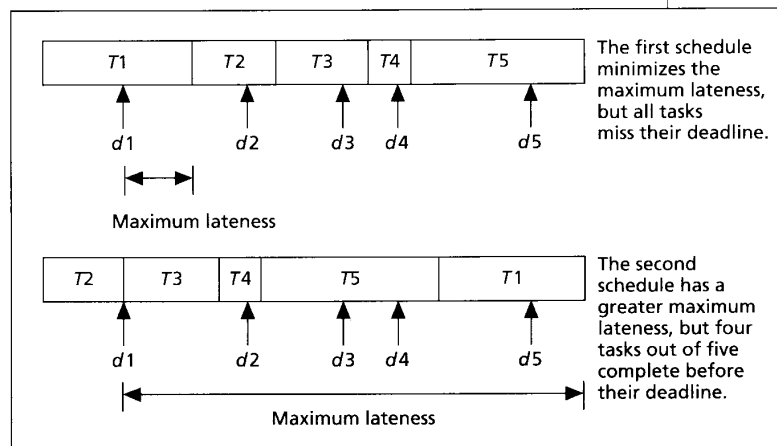 T1 T2 T3 T4 T5
The first schedule
minimizes the
maximum lateness,
but all tasks
miss their deadline.
d1 d2 d3 d4 d5
Maximum lateness
T2 T3 T4 T5 T1
The second
schedule has a
greater maximum
lateness, but four
tasks out of five
complete before
their deadline.
d1 d2 d3 d4 d5
Maximum lateness